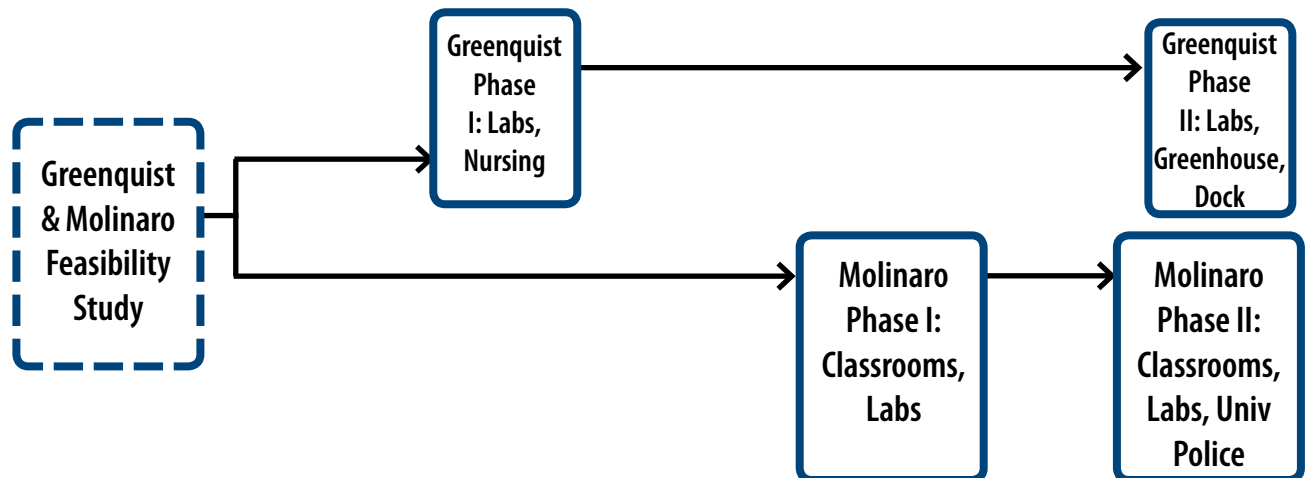 Greenquist
& Molinaro
Feasibility
Study
Greenquist
Phase
I: Labs,
Nursing
Greenquist
Phase
II: Labs,
Greenhouse,
Dock
Molinaro
Phase I:
Classrooms,
Labs
Molinaro
Phase II:
Classrooms,
Labs, Univ
Police